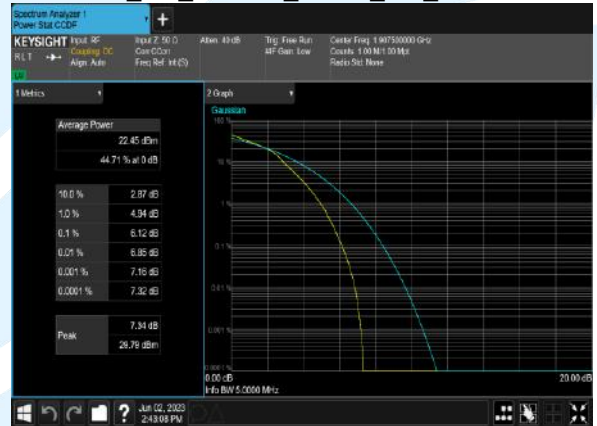 Spectrum Analyzer 1
Power Stat CCDF
+
KEYSIGHT
Input: RF
Input Z: 50 Ω
Atten: 40 dB
Trig: Free Run
Center Freq: 1.907500000 GHz
RLT
Coupling: DC
Corr CCorr
#IF Gain: Low
Counts: 1.00 M/1.00 Mpt
Align: Auto
Freq Ref: Int (S)
Radio Std: None
1 Metrics
2 Graph
Gaussian
Average Power
22.45 dBm
44.71 % at 0 dB
10.0 % 2.87 dB
1.0 % 4.94 dB
0.1 % 6.12 dB
0.01 % 6.85 dB
0.001 % 7.16 dB
0.0001 % 7.32 dB
Peak
7.34 dB
29.79 dBm
100 %
10 %
1 %
0.1 %
0.01 %
0.001 %
0.0001 %
0.00 dB
20.00 dB
Info BW 5.0000 MHz
?
Jun 02, 2023
2:43:08 PM